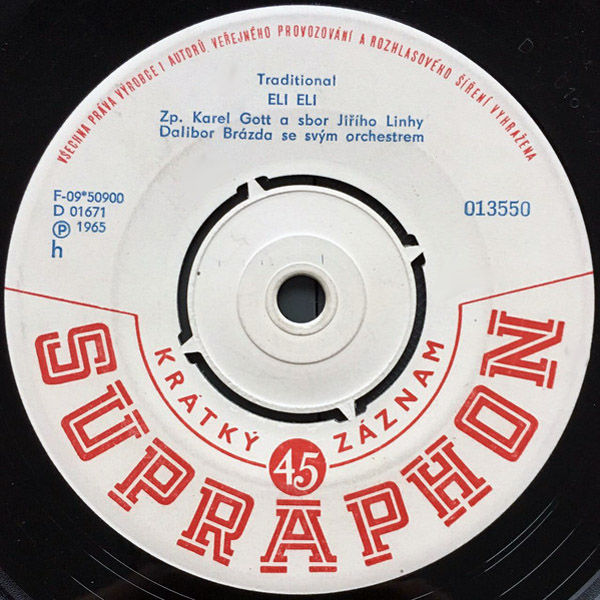 VŠECHNA PRÁVA VÝROBCE I AUTORŮ, VEŘEJNÉHO PROVOZOVÁNÍ A ROZHLASOVÉHO ŠÍŘENÍ VYHRAŽENA
Traditional
ELI ELI
Zp. Karel Gott a sbor Jiřího Linhy
Dalibor Brázda se svým orchestrem
F-09*50900
D 01671
Ⓟ 1965
h
013550
KRÁTKÝ 45 ZÁZNAM
SUPRAPHON